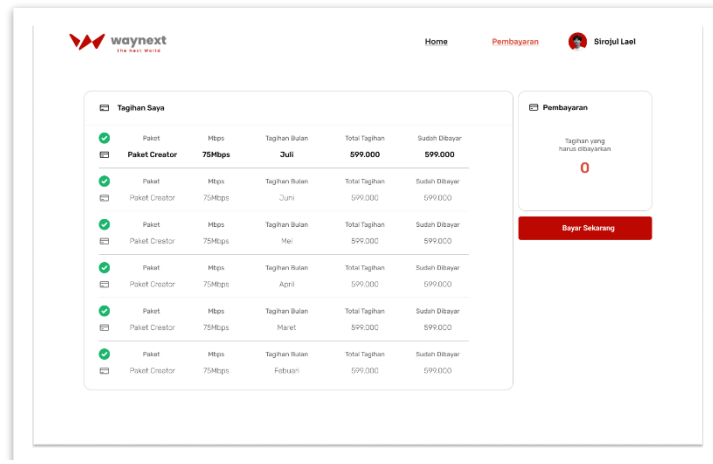 waynext
the next world
Home
Pembayaran
Sirojul Lael
Tagihan Saya
Paket Mbps Tagihan Bulan Total Tagihan Sudah Dibayar
Paket Creator 75Mbps Juli 599.000 599.000
Paket Mbps Tagihan Bulan Total Tagihan Sudah Dibayar
Paket Creator 75Mbps Juni 599.000 599.000
Paket Mbps Tagihan Bulan Total Tagihan Sudah Dibayar
Paket Creator 75Mbps Mei 599.000 599.000
Paket Mbps Tagihan Bulan Total Tagihan Sudah Dibayar
Paket Creator 75Mbps April 599.000 599.000
Paket Mbps Tagihan Bulan Total Tagihan Sudah Dibayar
Paket Creator 75Mbps Maret 599.000 599.000
Paket Mbps Tagihan Bulan Total Tagihan Sudah Dibayar
Paket Creator 75Mbps Febuari 599.000 599.000
Pembayaran
Tagihan yang
harus dibayarkan
0
Bayar Sekarang